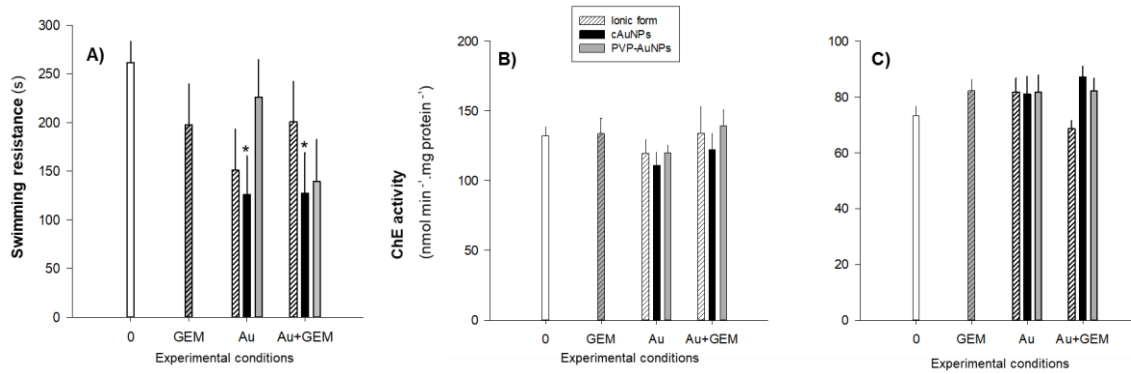 A)
Swimming resistance (s)
300
250
200
150
100
50
0
*
*
0 GEM Au Au+GEM
Experimental conditions
Ionic form
cAuNPs
PVP-AuNPs
B)
ChE activity
(nmol min⁻¹.mg protein⁻¹)
200
150
100
50
0
0 GEM Au Au+GEM
Experimental conditions
C)
100
80
60
40
20
0
0 GEM Au Au+GEM
Experimental conditions